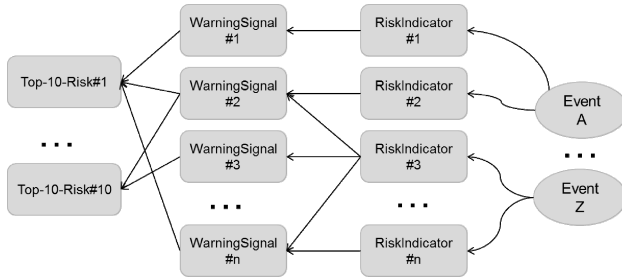 WarningSignal
#1
RiskIndicator
#1
Top-10-Risk#1
WarningSignal
#2
RiskIndicator
#2
Event
A
...
WarningSignal
#3
RiskIndicator
#3
...
Top-10-Risk#10
Event
Z
...
...
WarningSignal
#n
RiskIndicator
#n